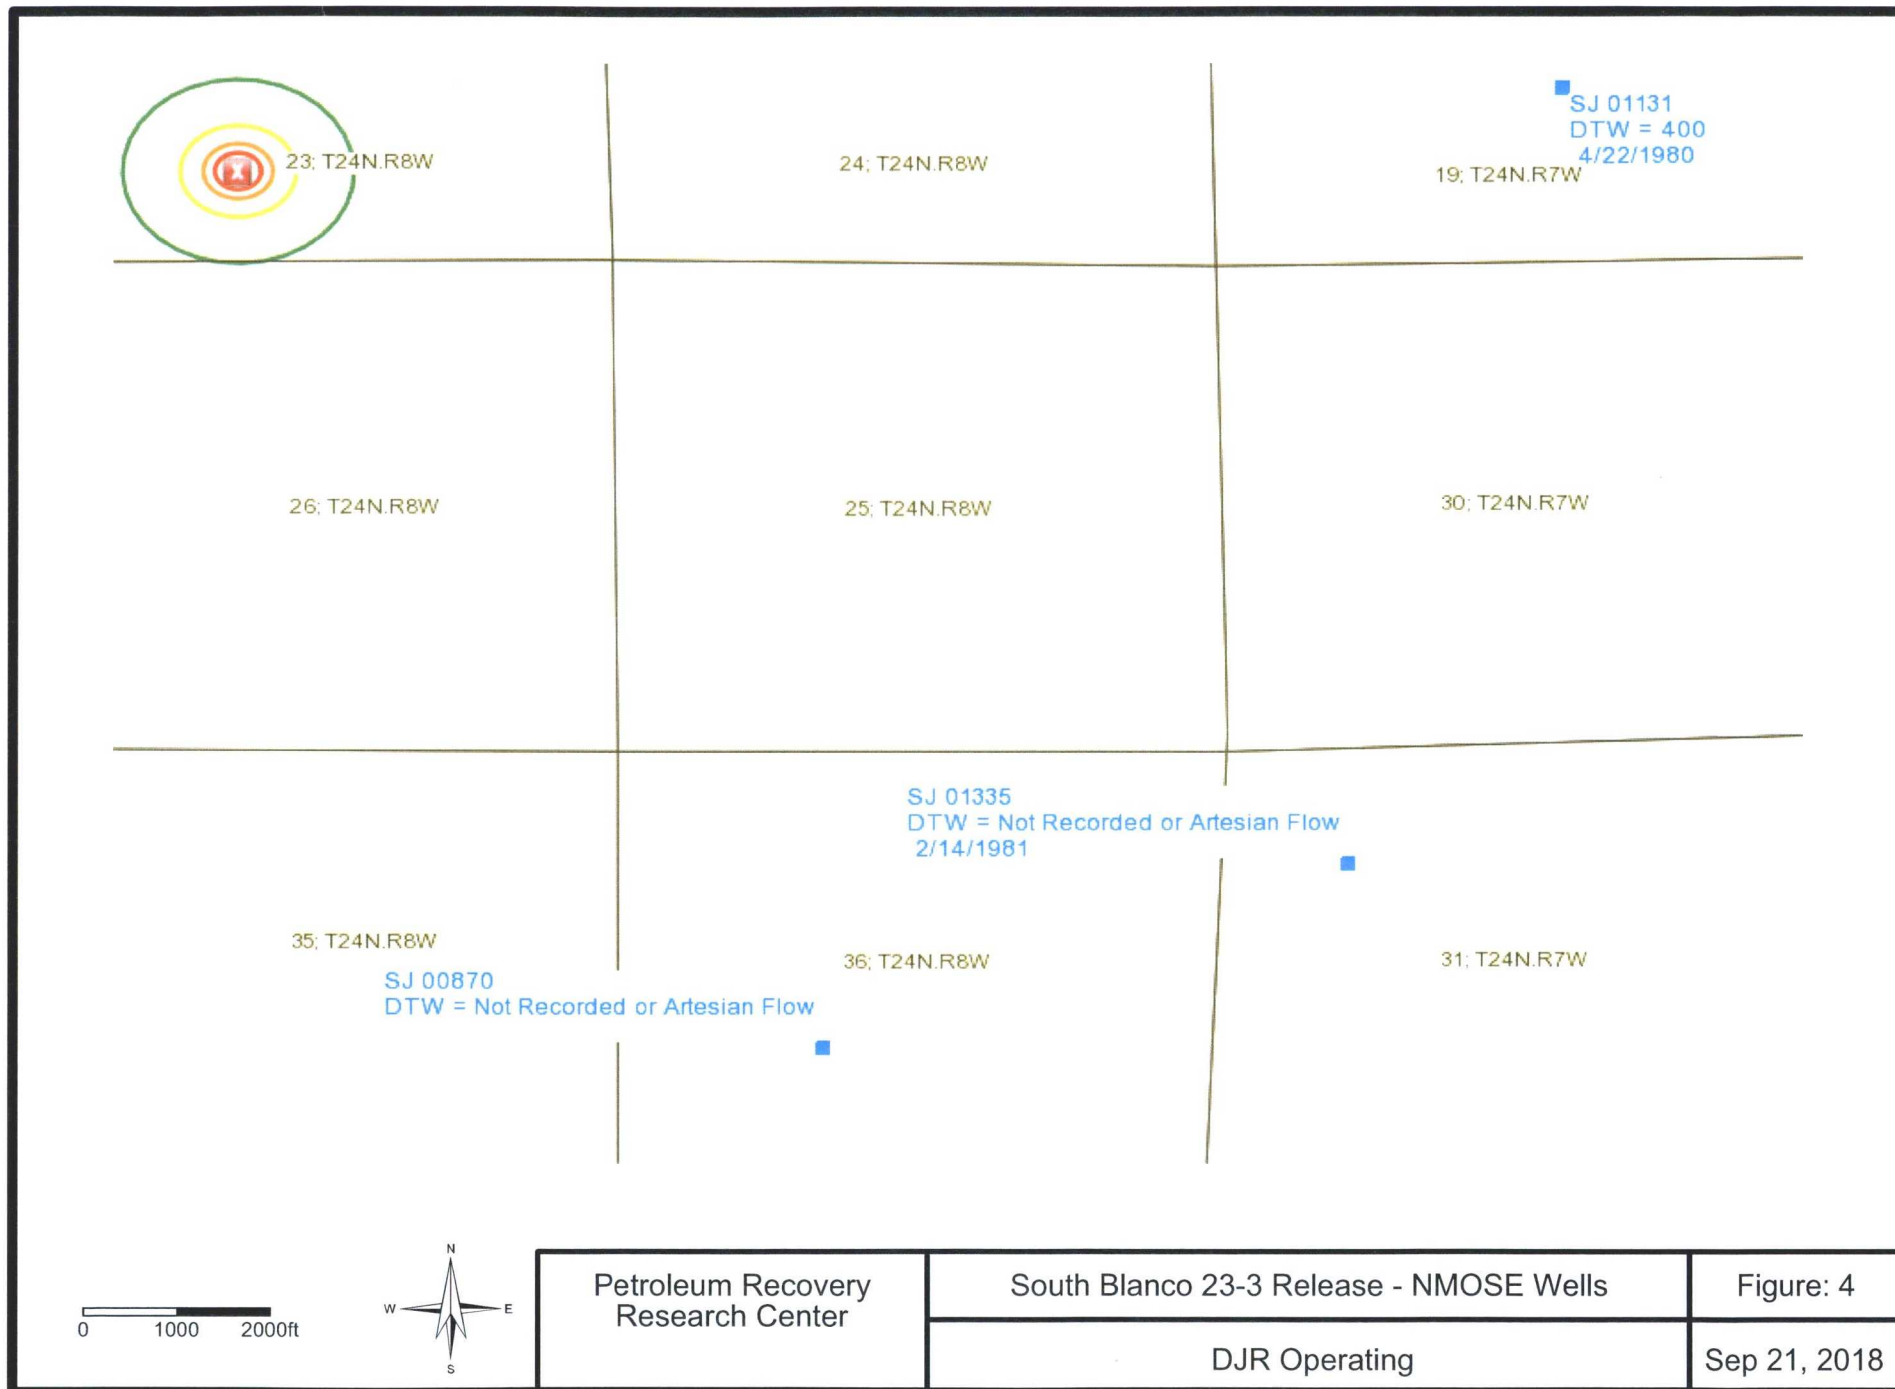 23; T24N.R8W
24; T24N.R8W
SJ 01131
DTW = 400
4/22/1980
19; T24N.R7W
26; T24N.R8W
25; T24N.R8W
30; T24N.R7W
SJ 01335
DTW = Not Recorded or Artesian Flow
2/14/1981
35; T24N.R8W
SJ 00870
DTW = Not Recorded or Artesian Flow
36; T24N.R8W
31; T24N.R7W
0 1000 2000ft
N
W E
S
Petroleum Recovery
Research Center
South Blanco 23-3 Release - NMOSE Wells
DJR Operating
Figure: 4
Sep 21, 2018